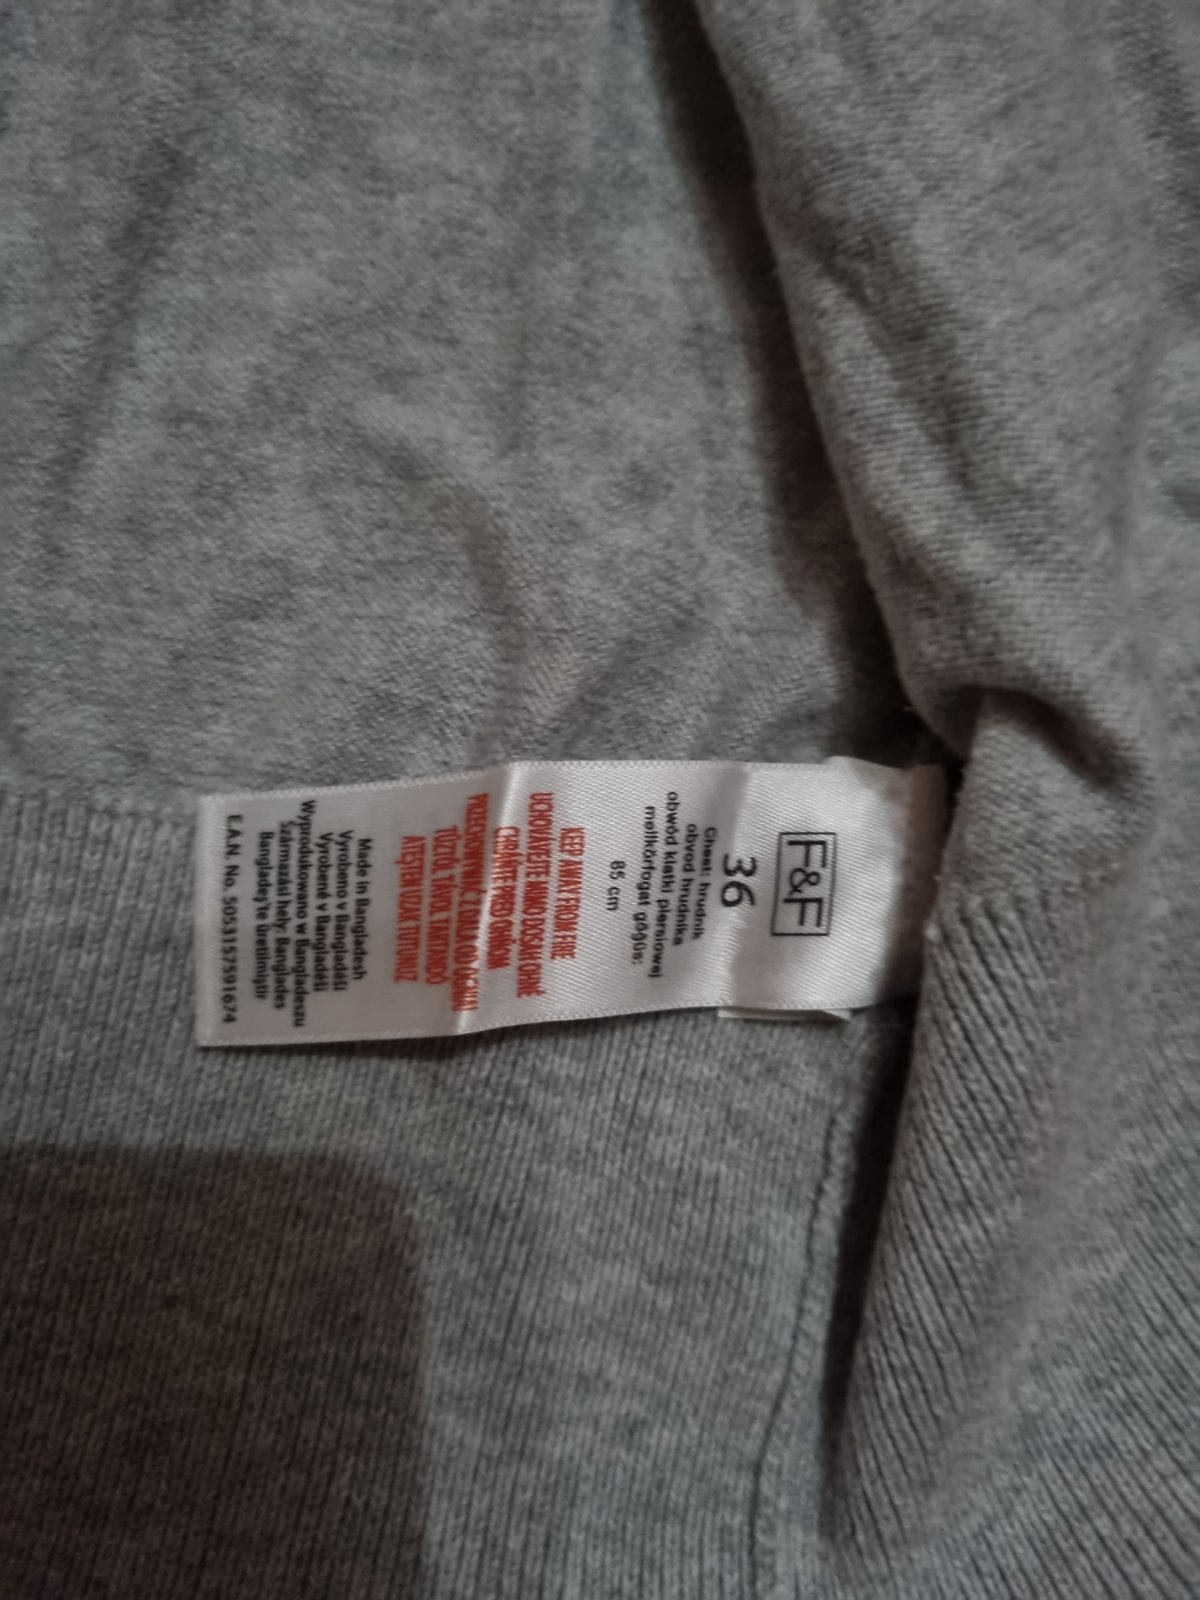 F&F
36
Chest: hrudník
obvod hrudníka
obwód klatki piersiowej
mellkörfogat göğüs:
85 cm
KEEP AWAY FROM FIRE
UCHOVÁVEJTE MIMO DOSAH OHNĚ
CHRÁŇTE PRED OHŇOM
PRZECHOWYWAĆ Z DALA OD OGNIA
TŰZTŐL TÁVOL TARTANDÓ
ATEŞTEN UZAK TUTUNUZ
Made in Bangladesh
Vyrobeno v Bangladéši
Vyrobené v Bangladéši
Wyprodukowano w Bangladeszu
Származási hely: Banglades
Bangladeş'te üretilmiştir
E.A.N. No. 5053157591674